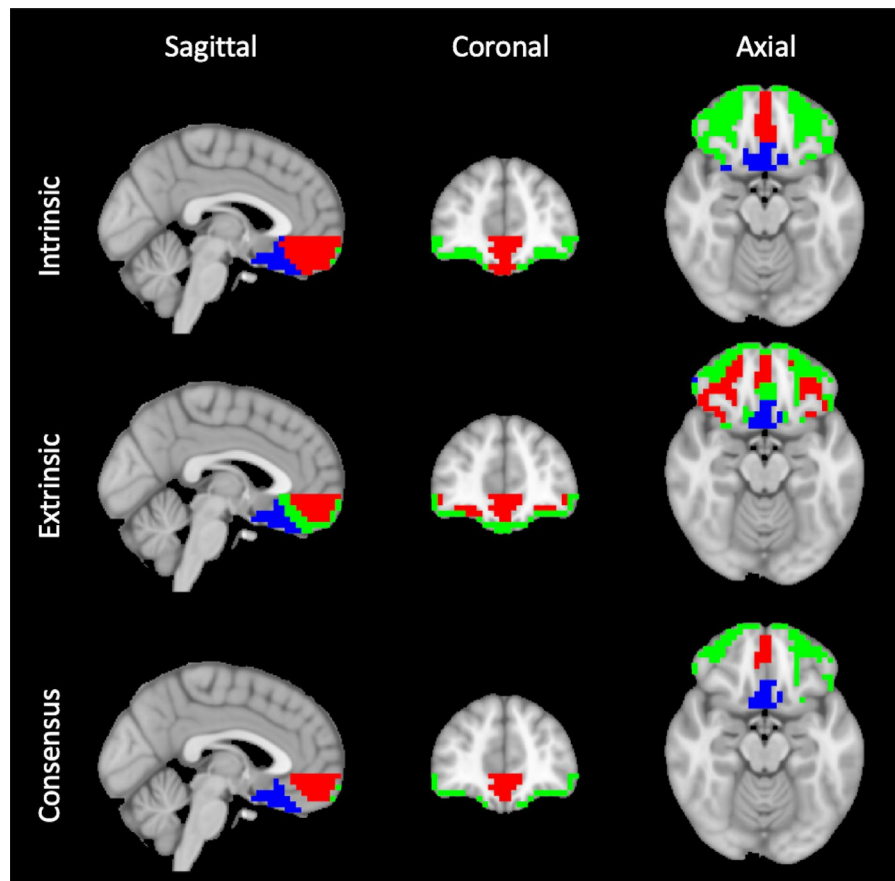 Sagittal
Coronal
Axial
Intrinsic
Extrinsic
Consensus